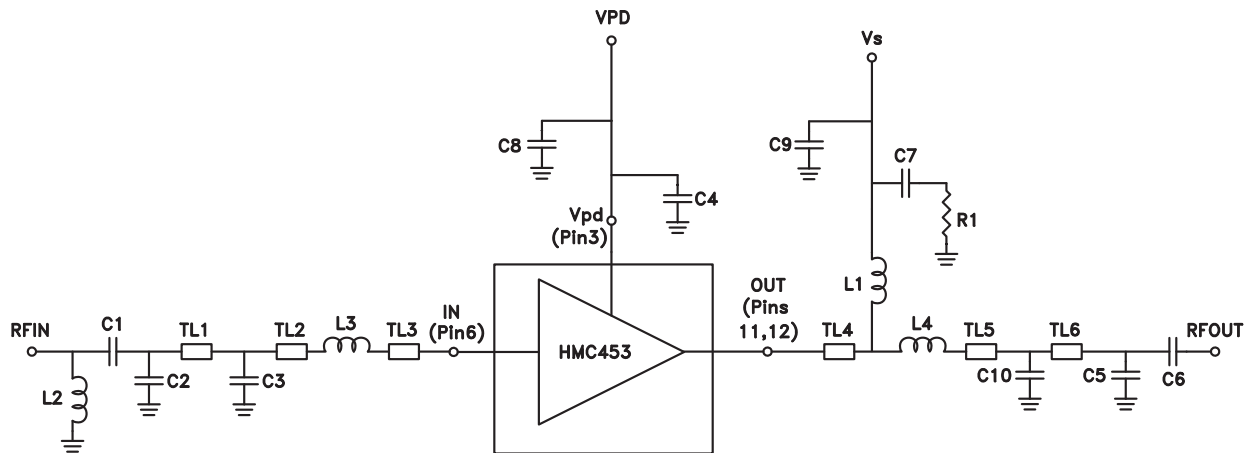 VPD
Vs
C8
C9
C7
C4
R1
Vpd
(Pin3)
L1
OUT
(Pins
11,12)
IN
(Pin6)
RFIN
C1
TL1
TL2
L3
TL3
HMC453
TL4
L4
TL5
TL6
RFOUT
L2
C2
C3
C10
C5
C6